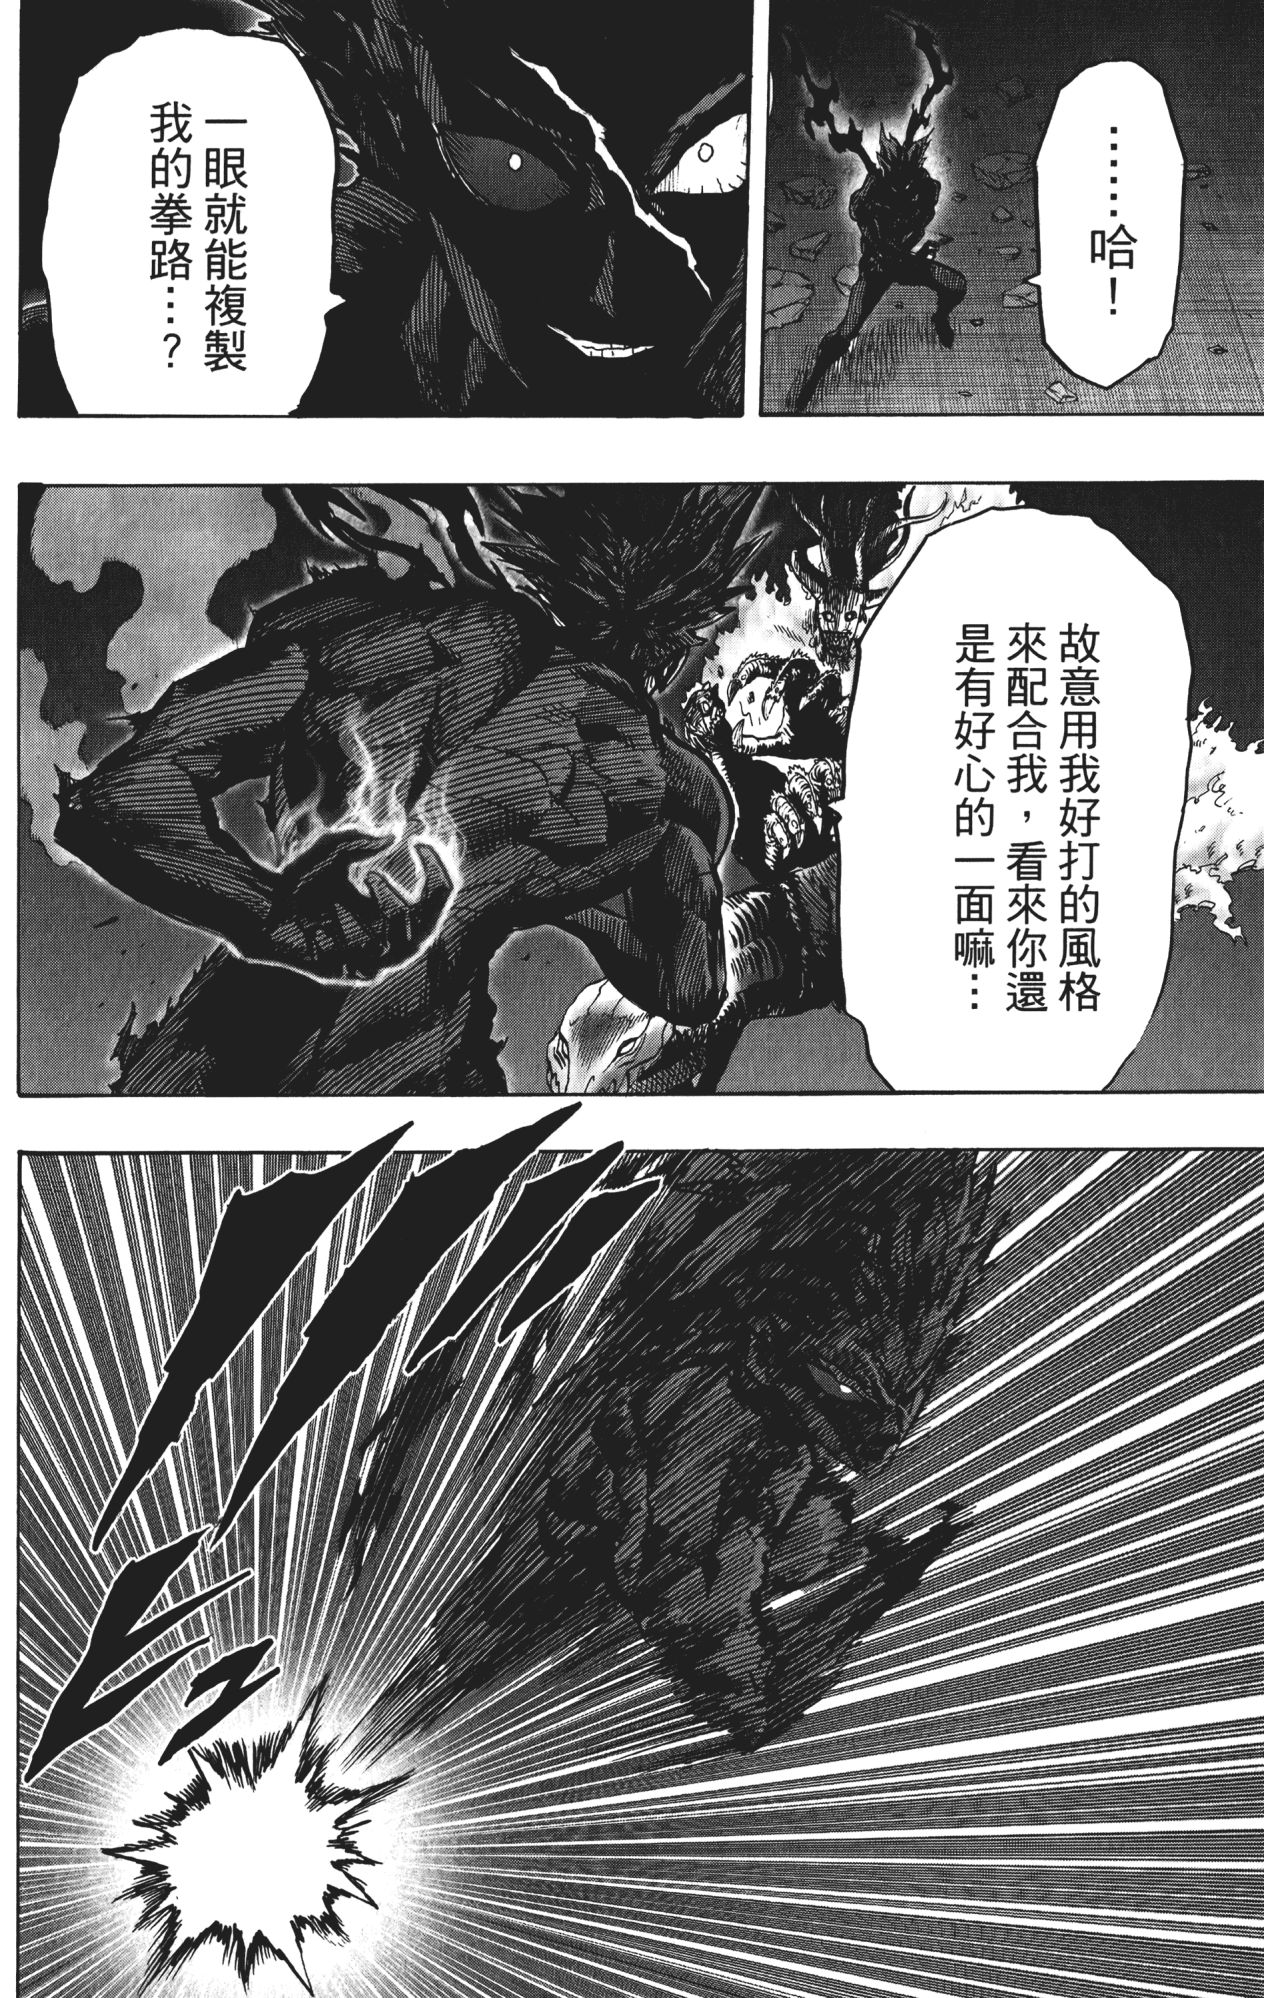 ……哈！
一眼就能複製
我的拳路…？
故意用我好打的風格
來配合我，看來你還
是有好心的一面嘛…